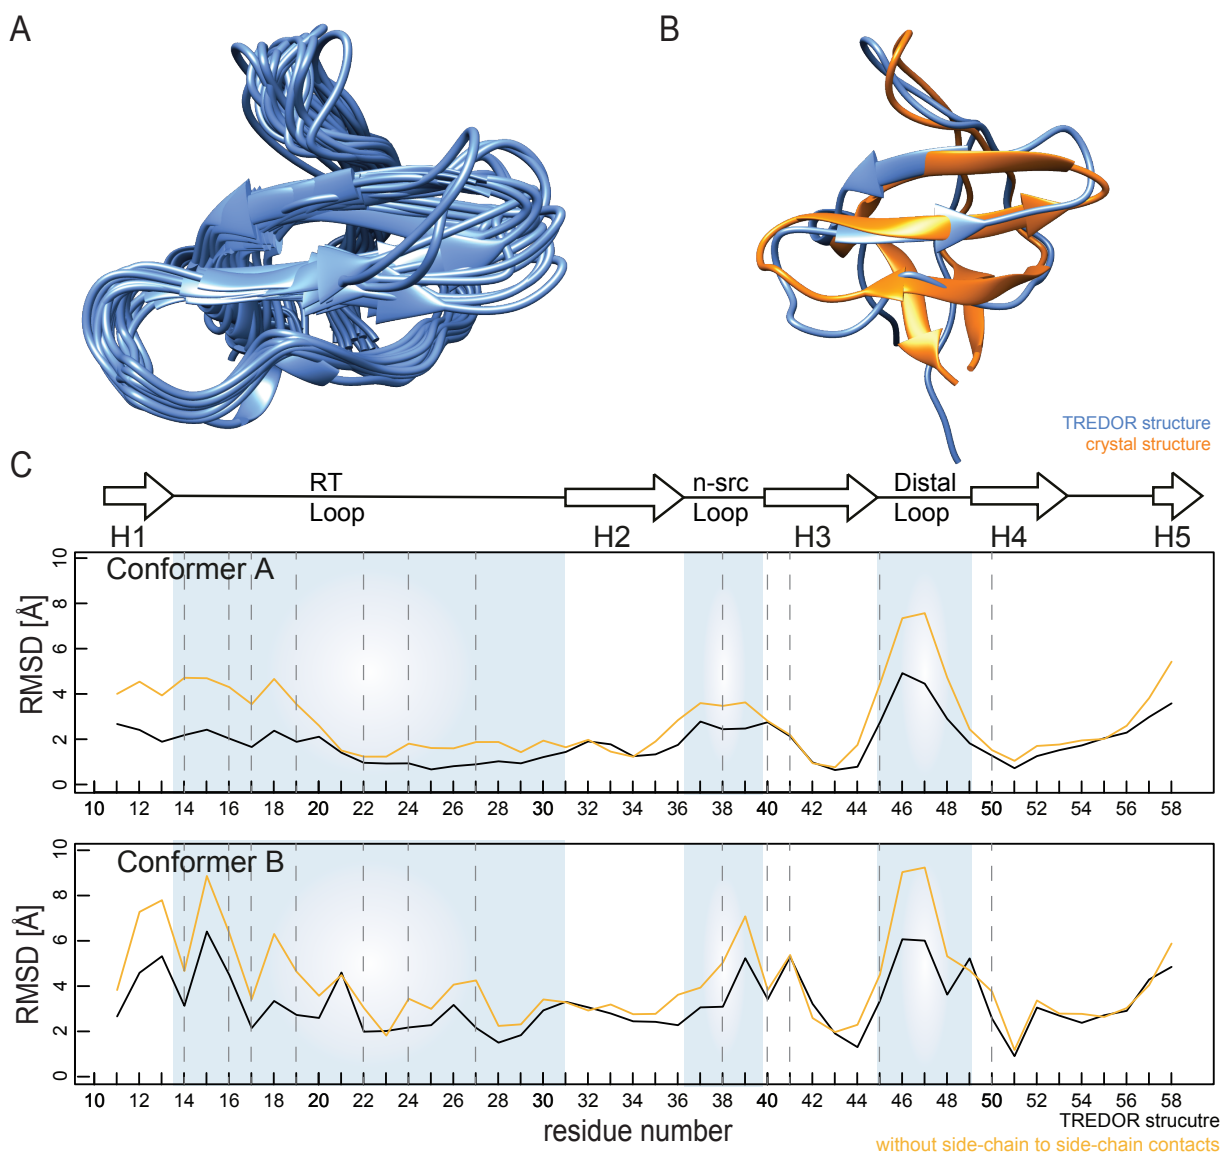 A
B
TREDOR structure
crystal structure
C
RT
Loop
n-src
Loop
Distal
Loop
H1
H2
H3
H4
H5
Conformer A
RMSD [Å]
0 2 4 6 8 10
10 12 14 16 18 20 22 24 26 28 30 32 34 36 38 40 42 44 46 48 50 52 54 56 58
Conformer B
RMSD [Å]
0 2 4 6 8 10
10 12 14 16 18 20 22 24 26 28 30 32 34 36 38 40 42 44 46 48 50 52 54 56 58
residue number
TREDOR strucutre
without side-chain to side-chain contacts